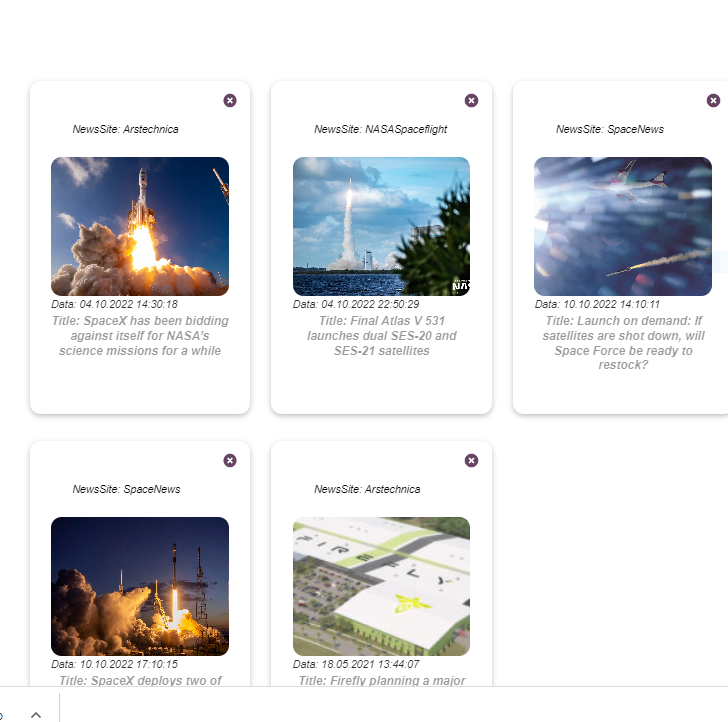 NewsSite: Arstechnica
Data: 04.10.2022 14:30:18
Title: SpaceX has been bidding
against itself for NASA's
science missions for a while
NewsSite: NASASpaceflight
NAS
Data: 04.10.2022 22:50:29
Title: Final Atlas V 531
launches dual SES-20 and
SES-21 satellites
NewsSite: SpaceNews
Data: 10.10.2022 14:10:11
Title: Launch on demand: If
satellites are shot down, will
Space Force be ready to
restock?
NewsSite: SpaceNews
Data: 10.10.2022 17:10:15
Title: SpaceX deploys two of
NewsSite: Arstechnica
FIREFLY
Data: 18.05.2021 13:44:07
Title: Firefly planning a major